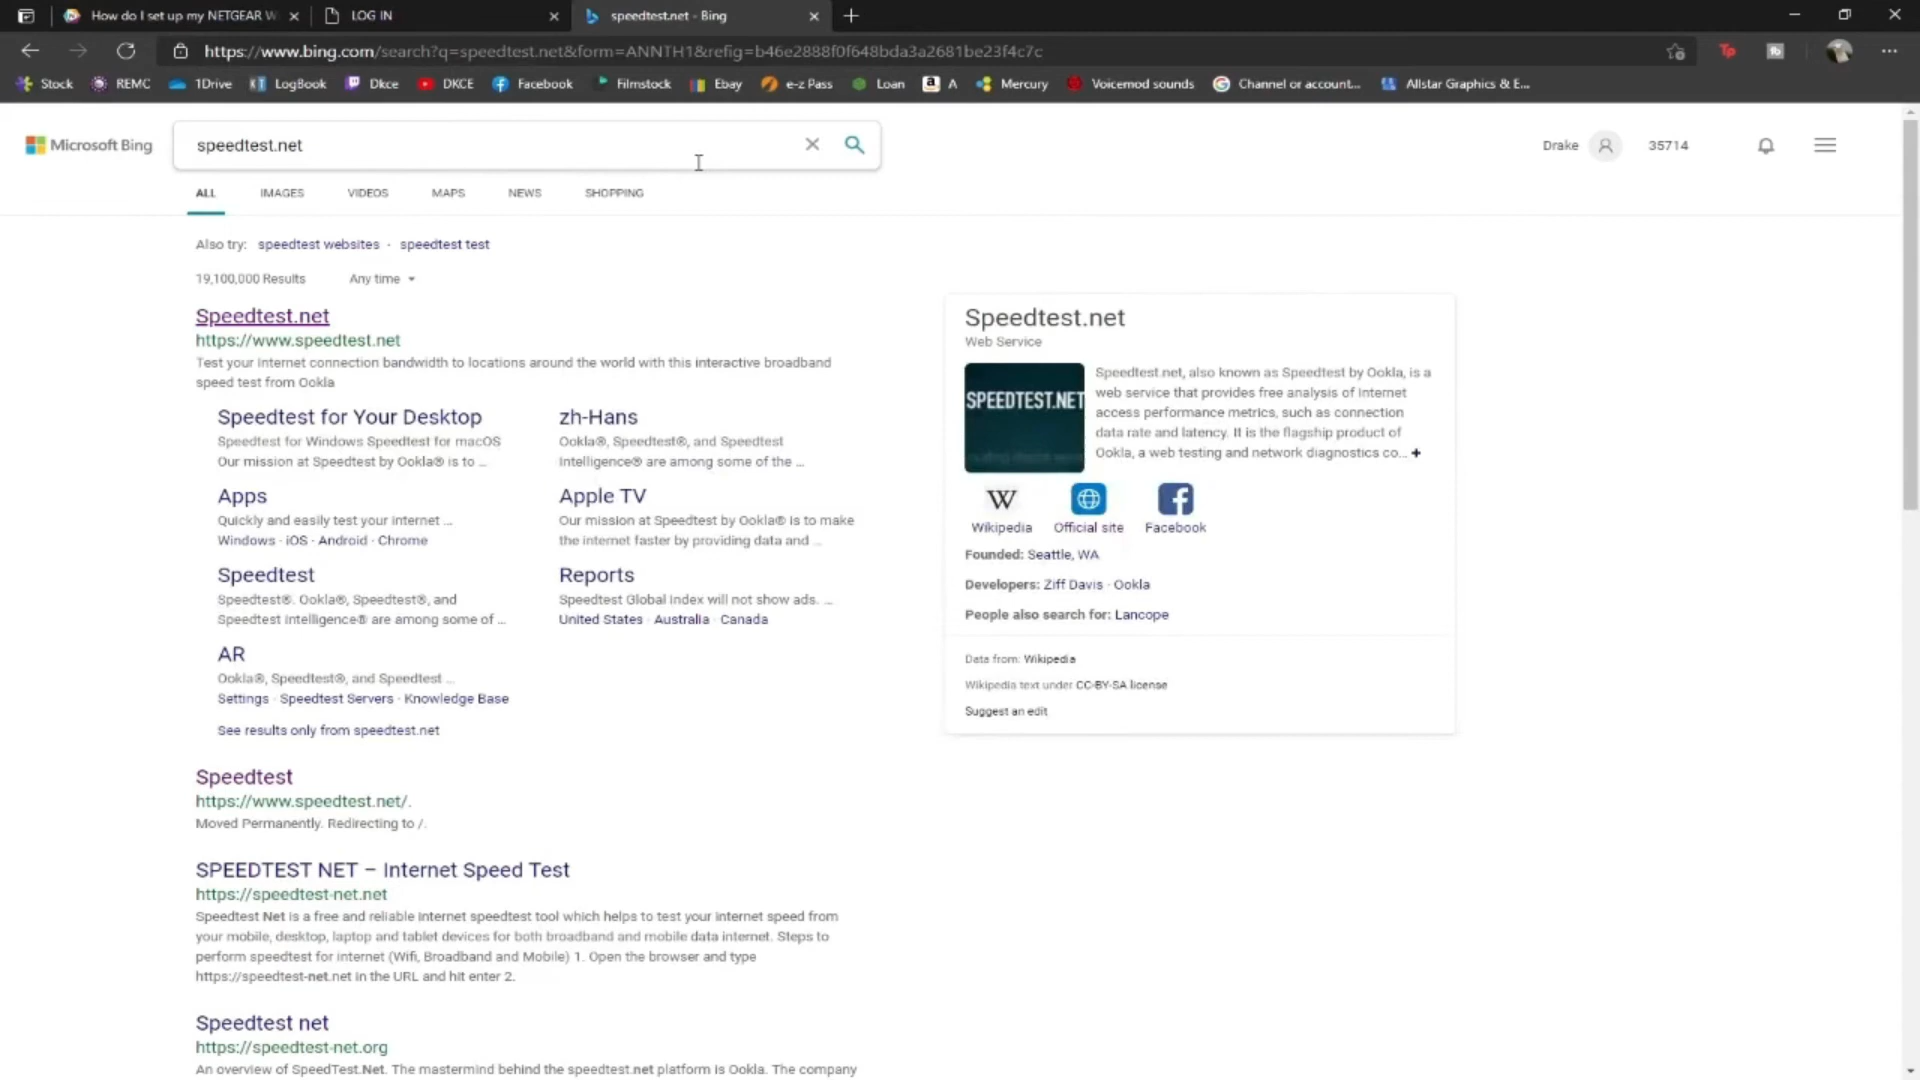 How do I set up my NETGEAR W
LOG IN
speedtest.net - Bing
https://www.bing.com/search?q=speedtest.net&form=ANNTH1&refig=b46e2888f0f648bda3a2681be23f4c7c
Stock REMC 1Drive LogBook Dkce DKCE Facebook Filmstock Ebay e-z Pass Loan A Mercury Voicemod sounds Channel or account... Allstar Graphics & E...
Microsoft Bing
speedtest.net
Drake
35714
ALL IMAGES VIDEOS MAPS NEWS SHOPPING
Also try: speedtest websites · speedtest test
19,100,000 Results Any time
Speedtest.net
https://www.speedtest.net
Test your Internet connection bandwidth to locations around the world with this interactive broadband
speed test from Ookla
Speedtest for Your Desktop
Speedtest for Windows Speedtest for macOS
Our mission at Speedtest by Ookla® is to ...
zh-Hans
Ookla®, Speedtest®, and Speedtest
Intelligence® are among some of the ...
Apps
Quickly and easily test your internet ...
Windows · iOS · Android · Chrome
Apple TV
Our mission at Speedtest by Ookla® is to make
the internet faster by providing data and ...
Speedtest
Speedtest®. Ookla®, Speedtest®, and
Speedtest Intelligence® are among some of ...
Reports
Speedtest Global Index will not show ads. ...
United States · Australia · Canada
AR
Ookla®, Speedtest®, and Speedtest ...
Settings · Speedtest Servers · Knowledge Base
See results only from speedtest.net
Speedtest
https://www.speedtest.net/.
Moved Permanently. Redirecting to /.
SPEEDTEST NET – Internet Speed Test
https://speedtest-net.net
Speedtest Net is a free and reliable internet speedtest tool which helps to test your internet speed from
your mobile, desktop, laptop and tablet devices for both broadband and mobile data internet. Steps to
perform speedtest for internet (Wifi, Broadband and Mobile) 1. Open the browser and type
https://speedtest-net.net in the URL and hit enter 2.
Speedtest net
https://speedtest-net.org
An overview of SpeedTest.Net. The mastermind behind the speedtest.net platform is Ookla. The company
Speedtest.net
Web Service
SPEEDTEST.NET
Speedtest.net, also known as Speedtest by Ookla, is a
web service that provides free analysis of Internet
access performance metrics, such as connection
data rate and latency. It is the flagship product of
Ookla, a web testing and network diagnostics co... +
Wikipedia Official site Facebook
Founded: Seattle, WA
Developers: Ziff Davis · Ookla
People also search for: Lancope
Data from: Wikipedia
Wikipedia text under CC-BY-SA license
Suggest an edit